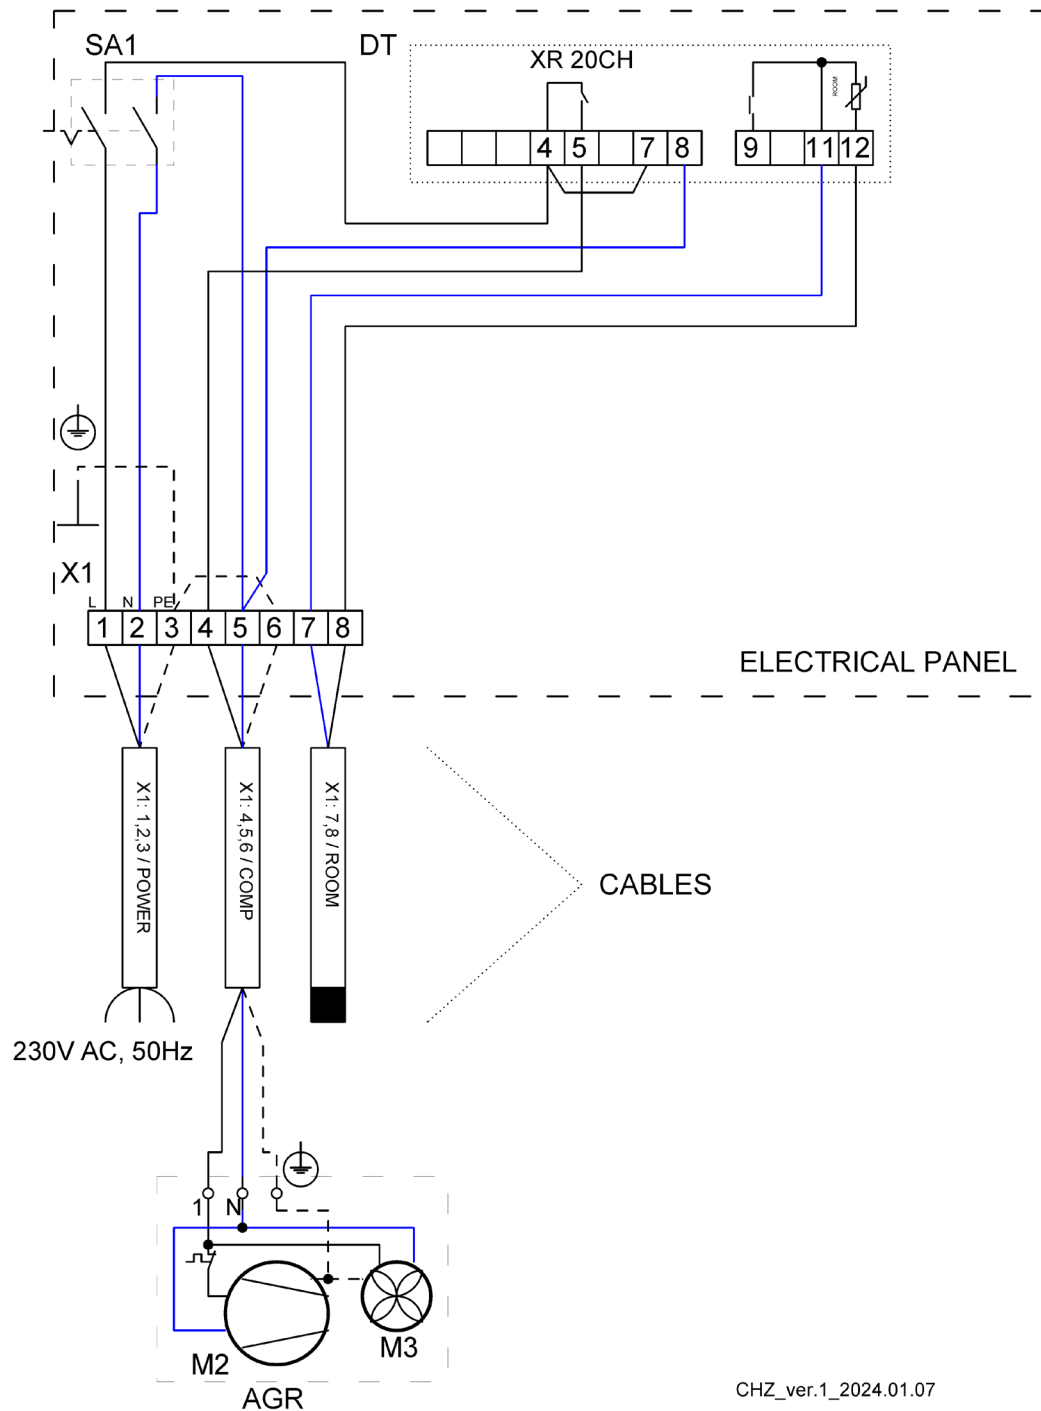 SA1
DT
XR 20CH
ROOM
4 5 7 8
9 11 12
X1
L N PE
1 2 3 4 5 6 7 8
ELECTRICAL PANEL
X1: 1,2,3 / POWER
X1: 4,5,6 / COMP
X1: 7,8 / ROOM
CABLES
230V AC, 50Hz
1 N
M2
M3
AGR
CHZ_ver.1_2024.01.07